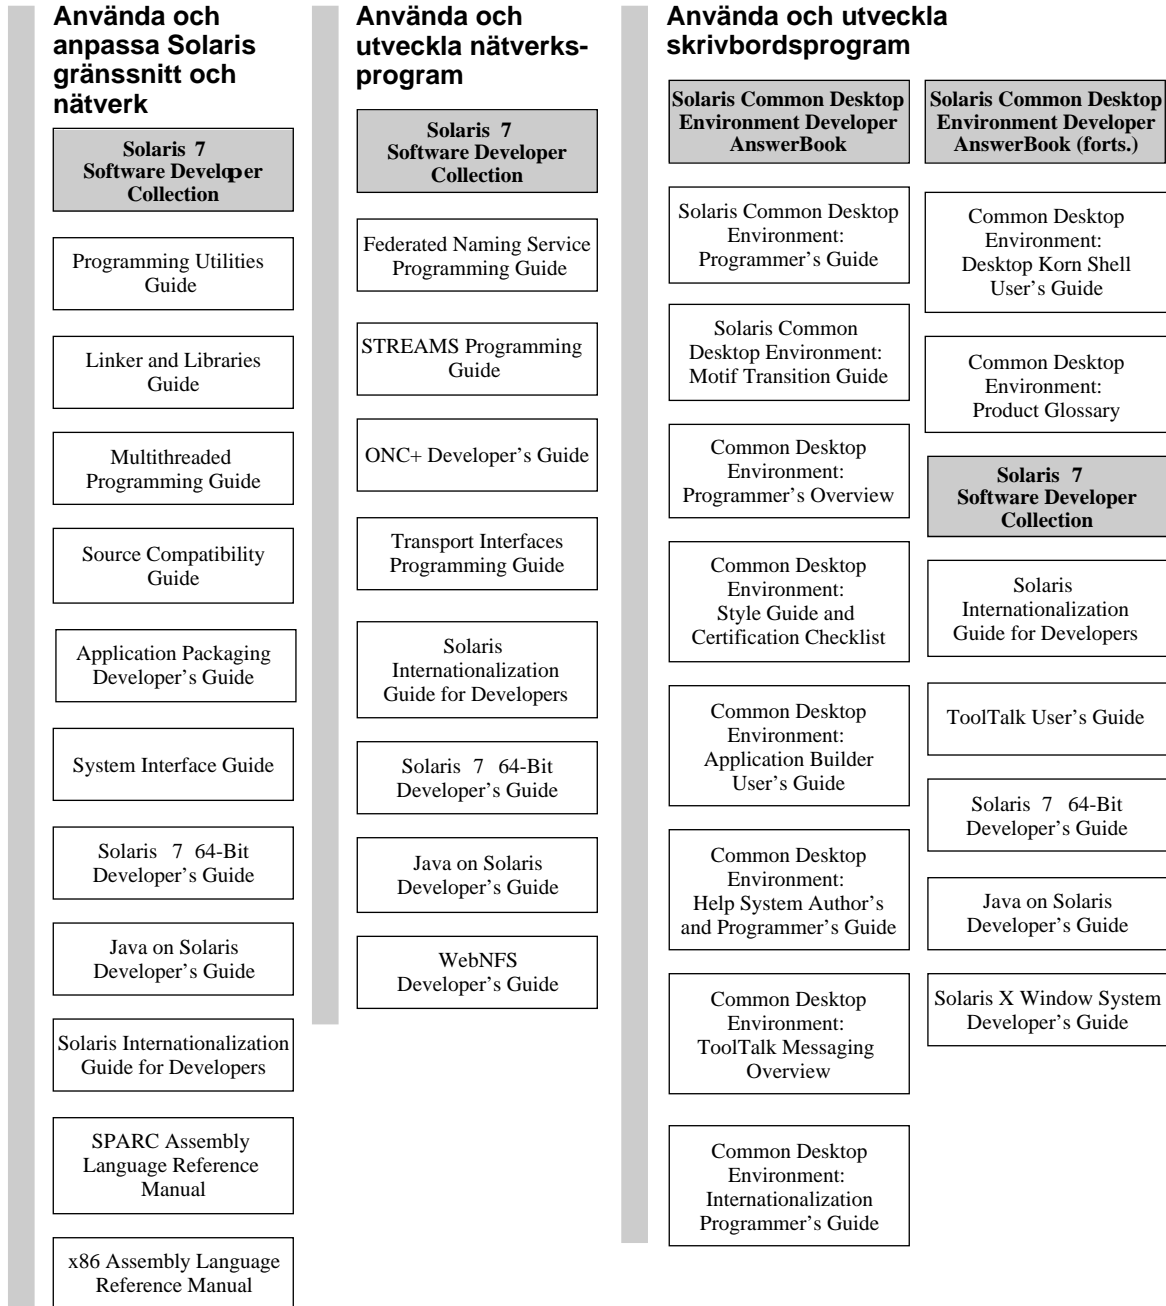 Använda och
anpassa Solaris
gränssnitt och
nätverk
Solaris 7
Software Developer
Collection
Programming Utilities
Guide
Linker and Libraries
Guide
Multithreaded
Programming Guide
Source Compatibility
Guide
Application Packaging
Developer's Guide
System Interface Guide
Solaris 7 64-Bit
Developer's Guide
Java on Solaris
Developer's Guide
Solaris Internationalization
Guide for Developers
SPARC Assembly
Language Reference
Manual
x86 Assembly Language
Reference Manual
Använda och
utveckla nätverks-
program
Solaris 7
Software Developer
Collection
Federated Naming Service
Programming Guide
STREAMS Programming
Guide
ONC+ Developer's Guide
Transport Interfaces
Programming Guide
Solaris
Internationalization
Guide for Developers
Solaris 7 64-Bit
Developer's Guide
Java on Solaris
Developer's Guide
WebNFS
Developer's Guide
Använda och utveckla
skrivbordsprogram
Solaris Common Desktop
Environment Developer
AnswerBook
Solaris Common Desktop
Environment:
Programmer's Guide
Solaris Common
Desktop Environment:
Motif Transition Guide
Common Desktop
Environment:
Programmer's Overview
Common Desktop
Environment:
Style Guide and
Certification Checklist
Common Desktop
Environment:
Application Builder
User's Guide
Common Desktop
Environment:
Help System Author's
and Programmer's Guide
Common Desktop
Environment:
ToolTalk Messaging
Overview
Common Desktop
Environment:
Internationalization
Programmer's Guide
Solaris Common Desktop
Environment Developer
AnswerBook (forts.)
Common Desktop
Environment:
Desktop Korn Shell
User's Guide
Common Desktop
Environment:
Product Glossary
Solaris 7
Software Developer
Collection
Solaris
Internationalization
Guide for Developers
ToolTalk User's Guide
Solaris 7 64-Bit
Developer's Guide
Java on Solaris
Developer's Guide
Solaris X Window System
Developer's Guide